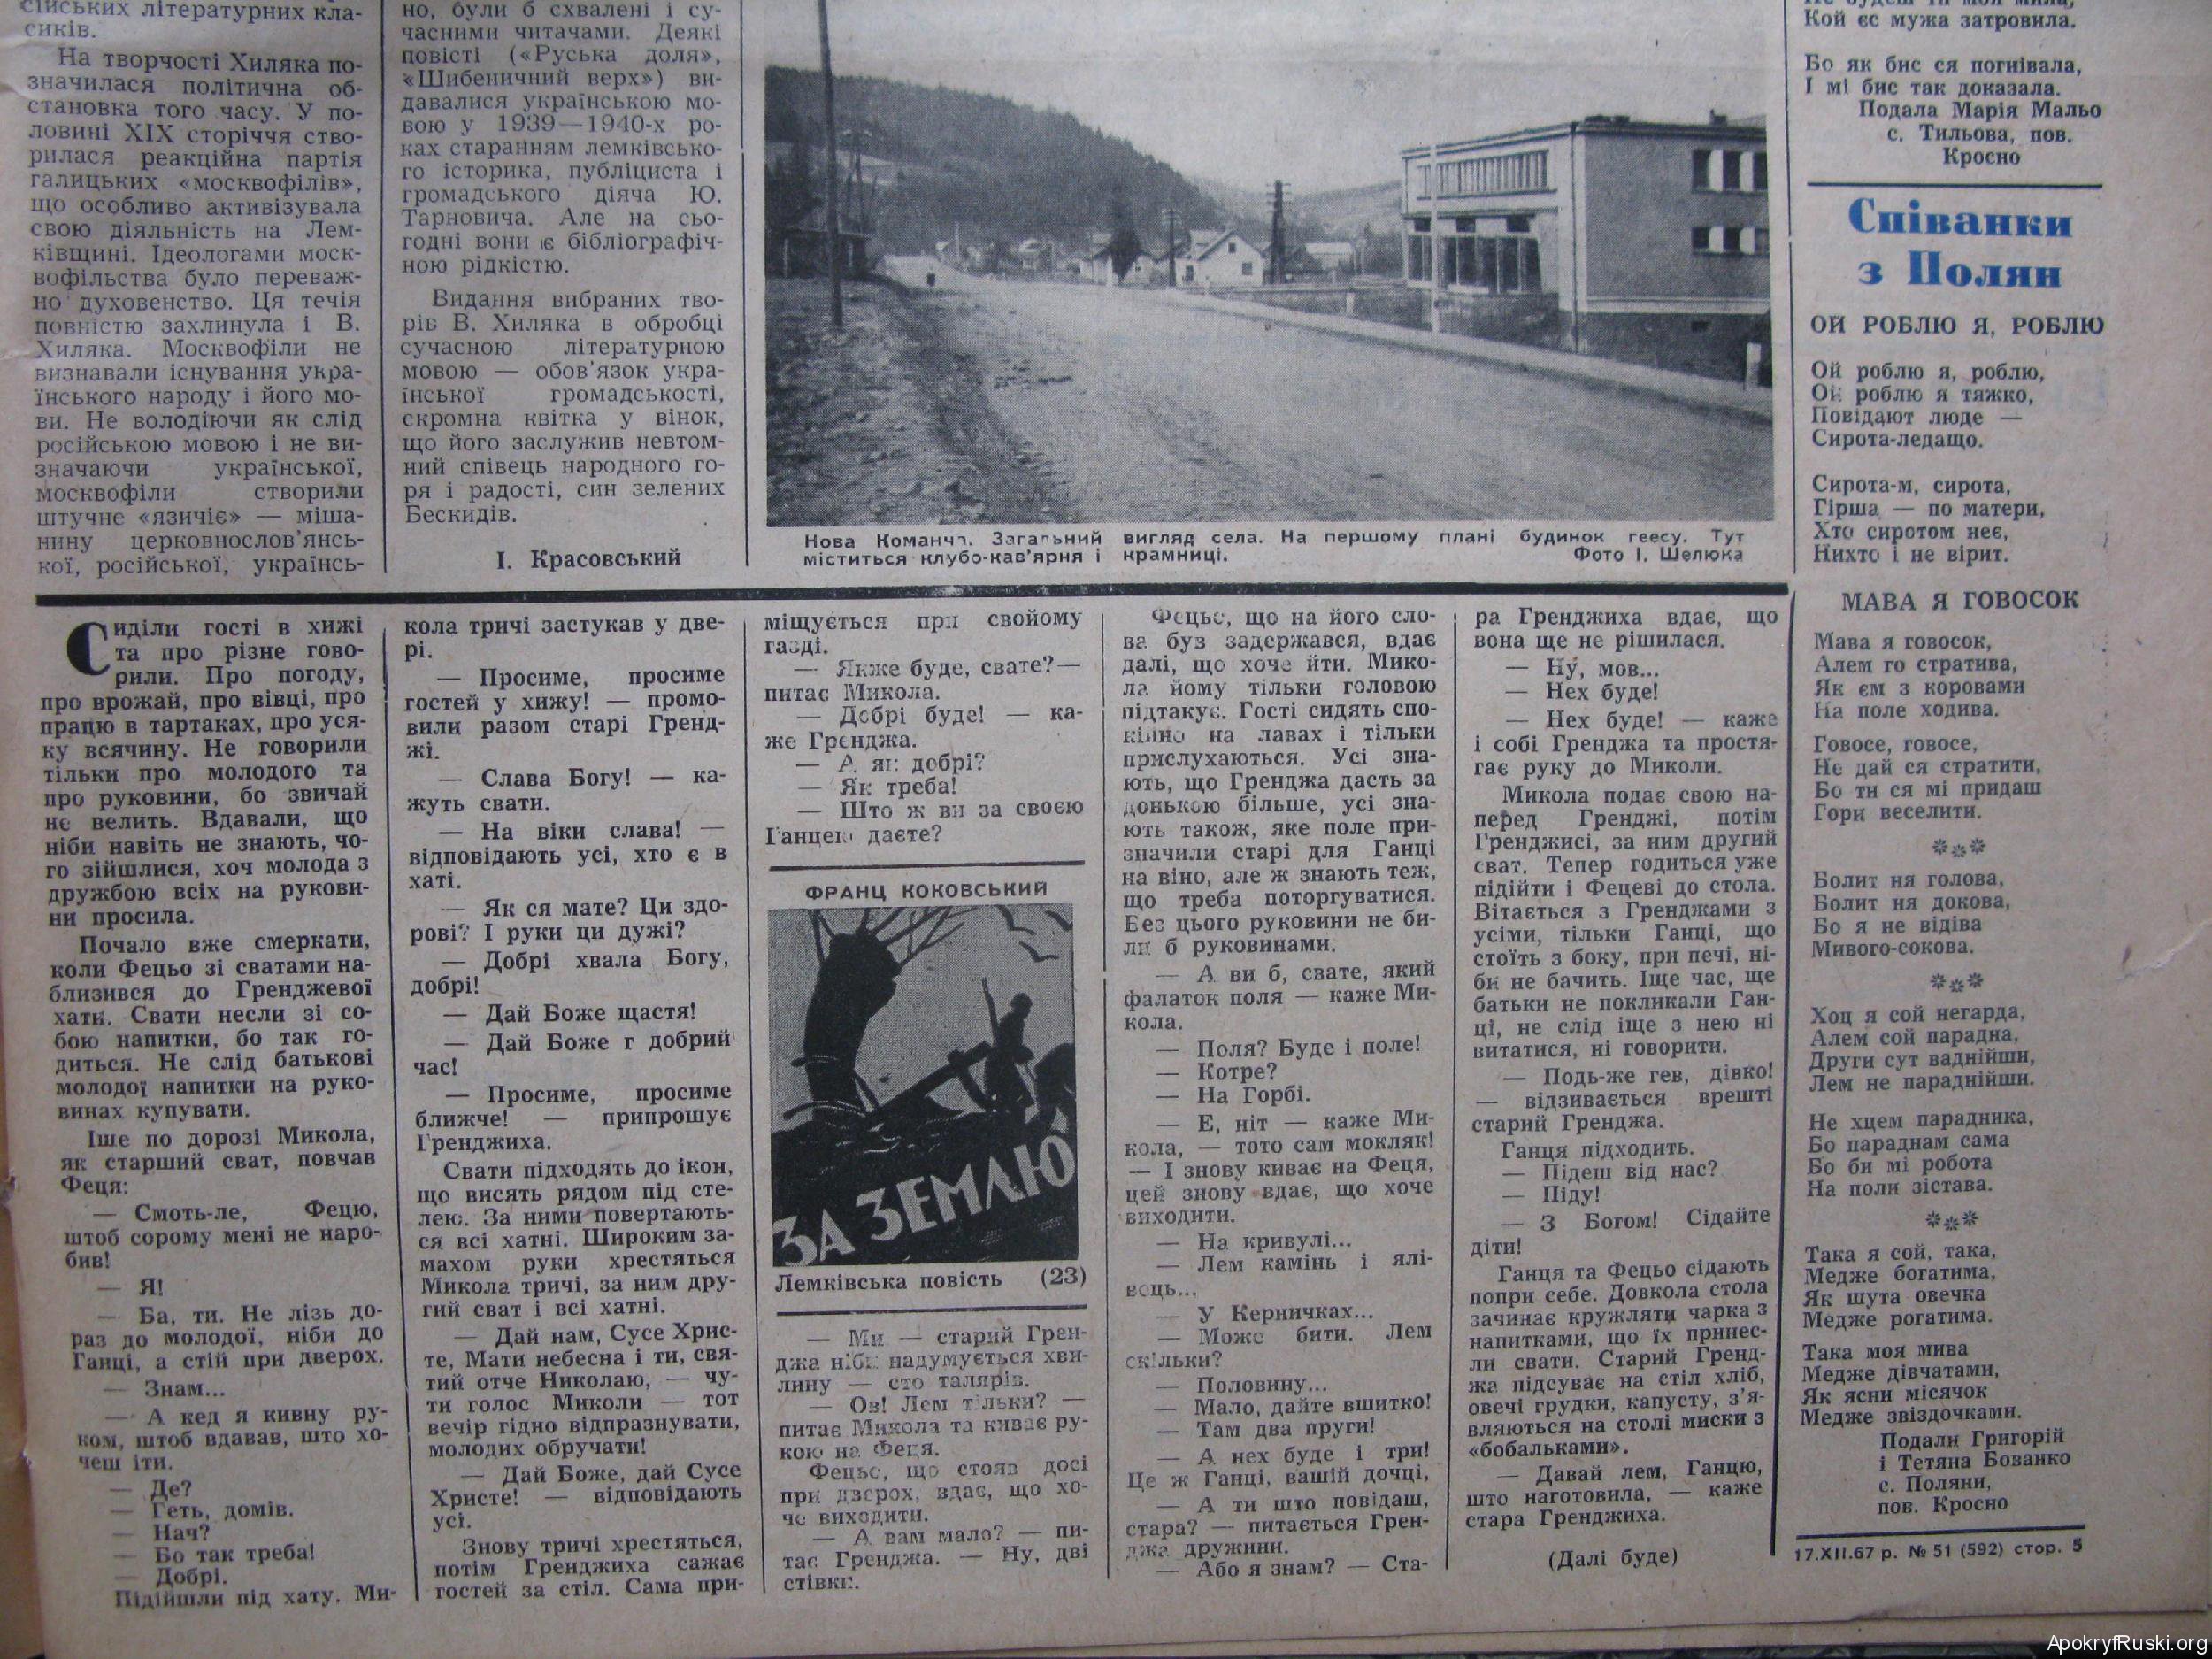 сійських літературних кла-
сиків.
На творчості Хиляка по-
значилася політична об-
становка того часу. У по-
ловині XIX сторіччя ство-
рилася реакційна партія
галицьких «москвофілів»,
що особливо активізувала
свою діяльність на Лем-
ківщині. Ідеологами моск-
вофільства було переваж-
но духовенство. Ця течія
повністю захлинула і В.
Хиляка. Москвофіли не
визнавали існування укра-
їнського народу і його мо-
ви. Не володіючи як слід
російською мовою і не ви-
значаючи української,
москвофіли створили
штучне «язичіє» — міша-
нину церковнослов'янсь-
кої, російської, українсь-
но, були б схвалені і су-
часними читачами. Деякі
повісті («Руська доля»,
«Шибеничний верх») ви-
давалися українською мо-
вою у 1939—1940-х ро-
ках старанням лемківсько-
го історика, публіциста і
громадського діяча Ю.
Тарновича. Але на сьо-
годні вони є бібліографіч-
ною рідкістю.
Видання вибраних тво-
рів В. Хиляка в обробці
сучасною літературною
мовою — обов'язок укра-
їнської громадськості,
скромна квітка у вінок,
що його заслужив невтом-
ний співець народного го-
ря і радості, син зелених
Бескидів.
І. Красовський
Нова Команча. Загальний вигляд села. На першому плані будинок геесу. Тут
міститься клубо-кав'ярня і крамниці. Фото І. Шелюка
Кой єс мужа затровила.
Бо як бис ся погнівала,
І мі бис так доказала.
Подала Марія Мальо
с. Тильова, пов.
Кросно
Співанки
з Полян
ОЙ РОБЛЮ Я, РОБЛЮ
Ой роблю я, роблю,
Ой роблю я тяжко,
Повідают люде —
Сирота-ледащо.
Сирота-м, сирота,
Гірша — по матери,
Хто сиротом неє,
Нихто і не вірит.
МАВА Я ГОВОСОК
Мава я говосок,
Алем го стратива,
Як єм з коровами
На поле ходива.
Говосе, говосе,
Не дай ся стратити,
Бо ти ся мі придаш
Гори веселити.
***
Болит ня голова,
Болит ня докова,
Бо я не відіва
Мивого-сокова.
***
Хоц я сой негарда,
Алем сой парадна,
Други сут ваднійши,
Лем не параднійши.
Не хцем парадника,
Бо параднам сама
Бо би мі робота
На поли зістава.
***
Така я сой, така,
Медже богатима,
Як шута овечка
Медже рогатима.
Така моя мива
Медже дівчатами,
Як ясни місячок
Медже звіздочками.
Подали Григорій
і Тетяна Бованко
с. Поляни,
пов. Кросно
Сиділи гості в хижі
та про різне гово-
рили. Про погоду,
про врожай, про вівці, про
працю в тартаках, про уся-
ку всячину. Не говорили
тільки про молодого та
про руковини, бо звичай
не велить. Вдавали, що
ніби навіть не знають, чо-
го зійшлися, хоч молода з
дружбою всіх на рукови-
ни просила.
Почало вже смеркати,
коли Фецьо зі сватами на-
близився до Гренджевої
хати. Свати несли зі со-
бою напитки, бо так го-
диться. Не слід батькові
молодої напитки на руко-
винах купувати.
Іше по дорозі Микола,
як старший сват, повчав
Феця:
— Смоть-ле, Фецю,
штоб сорому мені не наро-
бив!
— Я!
— Ба, ти. Не лізь до-
раз до молодої, ніби до
Ганці, а стій при дверох.
— Знам...
— А кед я кивну ру-
ком, штоб вдавав, што хо-
чеш іти.
— Де?
— Геть, домів.
— Нач?
— Бо так треба!
— Добрі.
Підійшли під хату. Ми-
кола тричі застукав у две-
рі.
— Просиме, просиме
гостей у хижу! — промо-
вили разом старі Гренд-
жі.
— Слава Богу! — ка-
жуть свати.
— На віки слава! —
відповідають усі, хто є в
хаті.
— Як ся мате? Ци здо-
рові? І руки ци дужі?
— Добрі хвала Богу,
добрі!
— Дай Боже щастя!
— Дай Боже г добрий
час!
— Просиме, просиме
ближче! — припрошує
Гренджиха.
Свати підходять до ікон,
що висять рядом під сте-
лею. За ними повертають-
ся всі хатні. Широким за-
махом руки хрестяться
Микола тричі, за ним дру-
гий сват і всі хатні.
— Дай нам, Сусе Хрис-
те, Мати небесна і ти, свя-
тий отче Николаю, — чу-
ти голос Миколи — тот
вечір гідно відпразнувати,
молодих обручати!
— Дай Боже, дай Сусе
Христе! — відповідають
усі.
Знову тричі хрестяться,
потім Гренджиха сажає
гостей за стіл. Сама при-
міщується при свойому
газді.
— Якже буде, свате?—
питає Микола.
— Добрі буде! — ка-
же Гренджа.
— А як добрі?
— Як треба!
— Што ж ви за своєю
Ганцею даєте?
ФРАНЦ КОКОВСЬКИЙ
ЗА ЗЕМЛЮ
Лемківська повість (23)
— Ми — старий Грен-
джа ніби надумується хви-
лину — сто талярів.
— Ов! Лем тільки? —
питає Микола та киває ру-
кою на Феця.
Фецьо, що стояв досі
при дверох, вдає, що хо-
че виходити.
— А вам мало? — пи-
тає Гренджа. — Ну, дві
стівки.
Фецьо, що на його сло-
ва був задержався, вдає
далі, що хоче йти. Мико-
ла йому тільки головою
підтакує. Гості сидять спо-
кійно на лавах і тільки
прислухаються. Усі зна-
ють, що Гренджа дасть за
донькою більше, усі зна-
ють також, яке поле при-
значили старі для Ганці
на віно, але ж знають теж,
що треба поторгуватися.
Без цього руковини не би-
ли б руковинами.
— А ви б, свате, який
фалаток поля — каже Ми-
кола.
— Поля? Буде і поле!
— Котре?
— На Горбі.
— Е, ніт — каже Ми-
кола, — тото сам мокляк!
— І знову киває на Феця,
цей знову вдає, що хоче
виходити.
— На кривулі...
— Лем камінь і ялі-
вець...
— У Керничках...
— Може бити. Лем
скільки?
— Половину...
— Мало, дайте вшитко!
— Там два пруги!
— А нех буде і три!
Це ж Ганці, вашій дочці,
— А ти што повідаш,
стара? — питається Грен-
джа дружини.
— Або я знам? — Ста-
ра Гренджиха вдає, що
вона ще не рішилася.
— Ну, мов...
— Нех буде!
— Нех буде! — каже
і собі Гренджа та простя-
гає руку до Миколи.
Микола подає свою на-
перед Гренджі, потім
Гренджисі, за ним другий
сват. Тепер годиться уже
підійти і Фецеві до стола.
Вітається з Гренджами з
усіми, тільки Ганці, що
стоїть з боку, при печі, ні-
би не бачить. Іще час, ще
батьки не покликали Ган-
ці, не слід іще з нею ні
витатися, ні говорити.
— Подь-же гев, дівко!
— відзивається врешті
старий Гренджа.
Ганця підходить.
— Підеш від нас?
— Піду!
— З Богом! Сідайте
діти!
Ганця та Фецьо сідають
попри себе. Довкола стола
зачинає кружляти чарка з
напитками, що їх принес-
ли свати. Старий Гренд-
жа підсуває на стіл хліб,
овечі грудки, капусту, з'я-
вляються на столі миски з
«бобальками».
— Давай лем, Ганцю,
што наготовила, — каже
стара Гренджиха.
(Далі буде)
17.XII.67 р. № 51 (592) стор. 5
ApokryfRuski.org